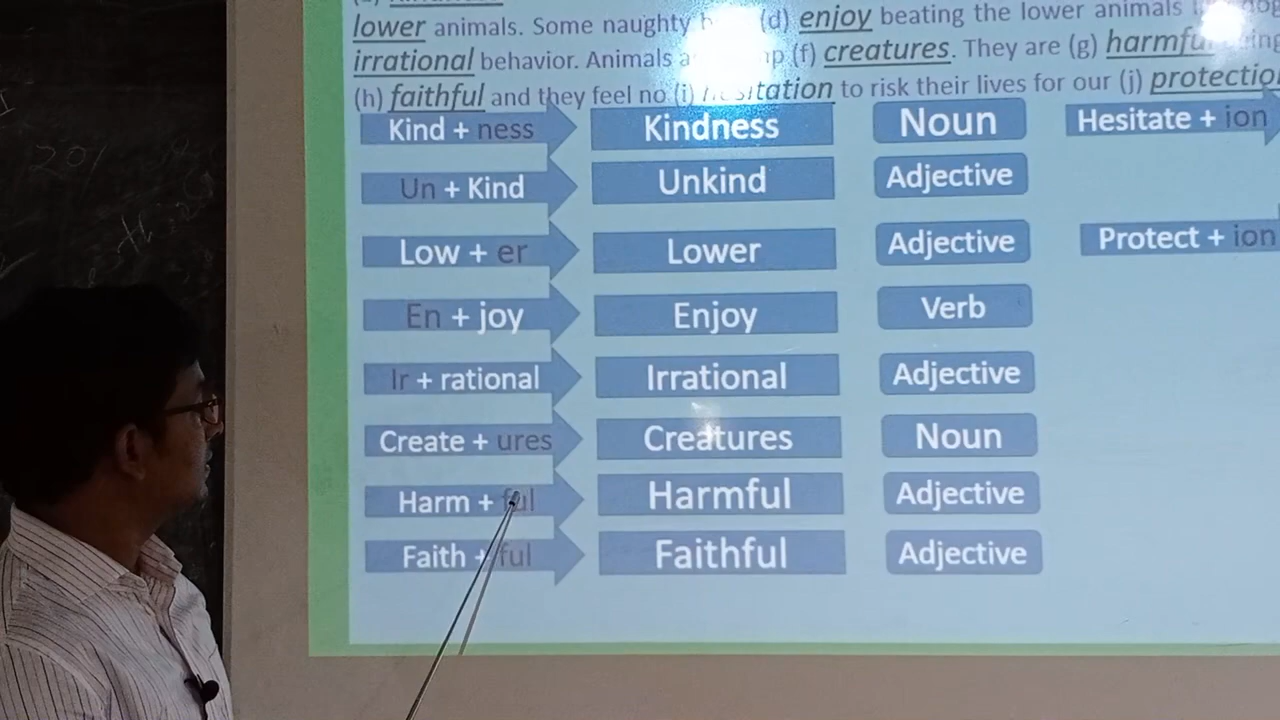 lower animals. Some naughty (d) enjoy beating the lower animals
irrational behavior. Animals a (f) creatures. They are (g) harmfu
(h) faithful and they feel no (i) to risk their lives for our (j) protectio
Kind + ness Kindness Noun Hesitate + ion
Un + Kind Unkind Adjective
Low + er Lower Adjective Protect + ion
En + joy Enjoy Verb
Ir + rational Irrational Adjective
Create + ures Creatures Noun
Harm + ful Harmful Adjective
Faith + ful Faithful Adjective